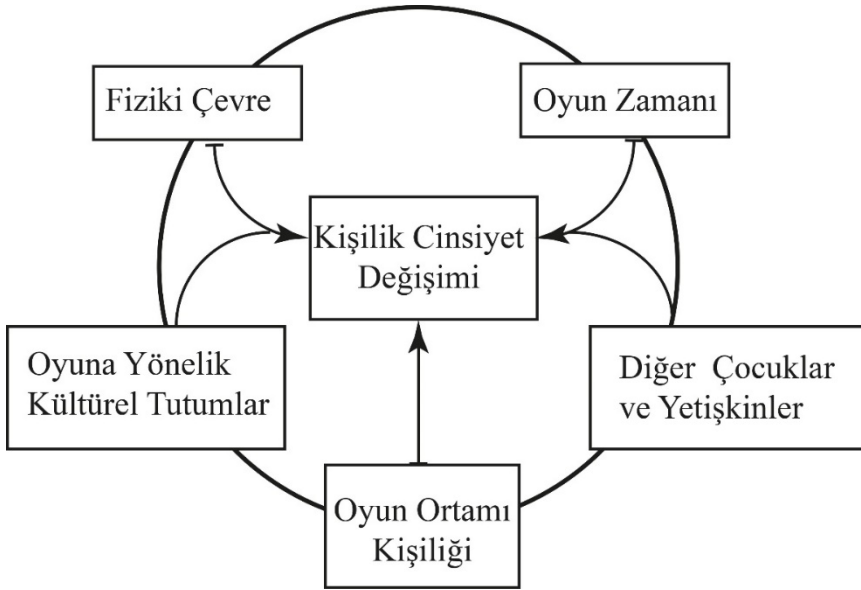 Fiziki Çevre
Oyun Zamanı
Kişilik Cinsiyet
Değişimi
Oyuna Yönelik
Kültürel Tutumlar
Diğer Çocuklar
ve Yetişkinler
Oyun Ortamı
Kişiliği